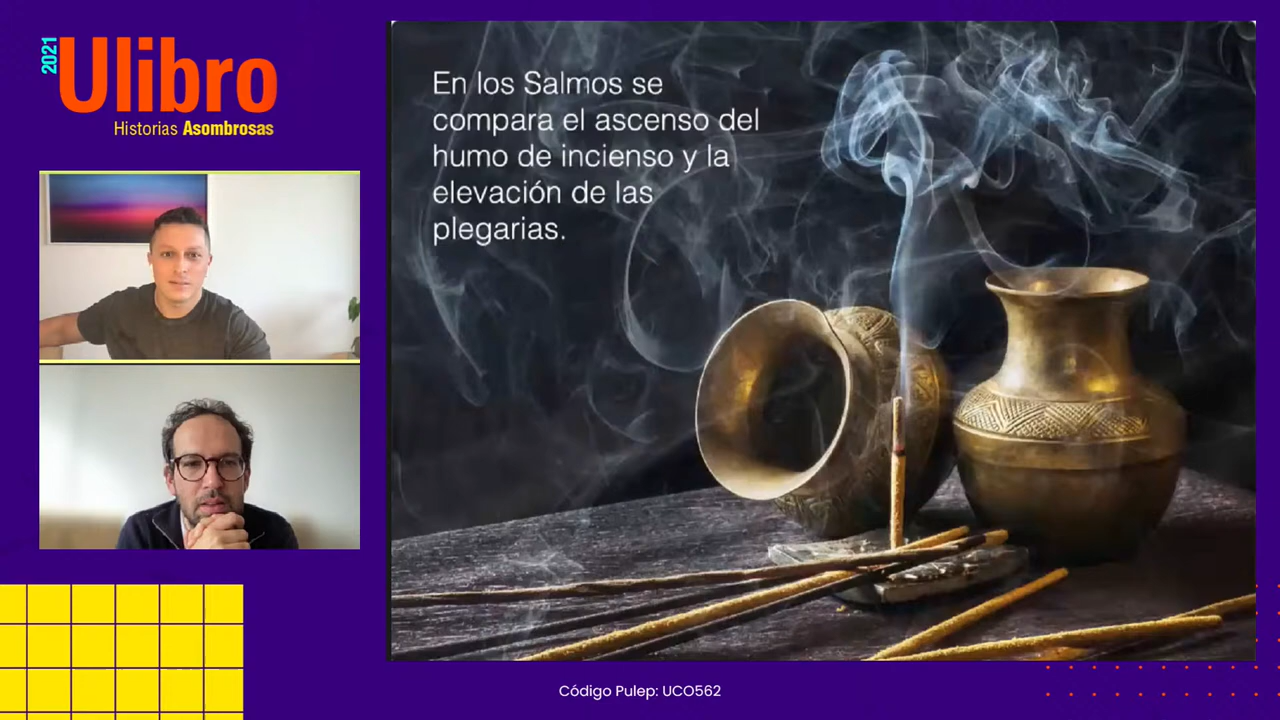 2021
Ulibro
Historias Asombrosas
En los Salmos se
compara el ascenso del
humo de incienso y la
elevación de las
plegarias.
Código Pulep: UCO562